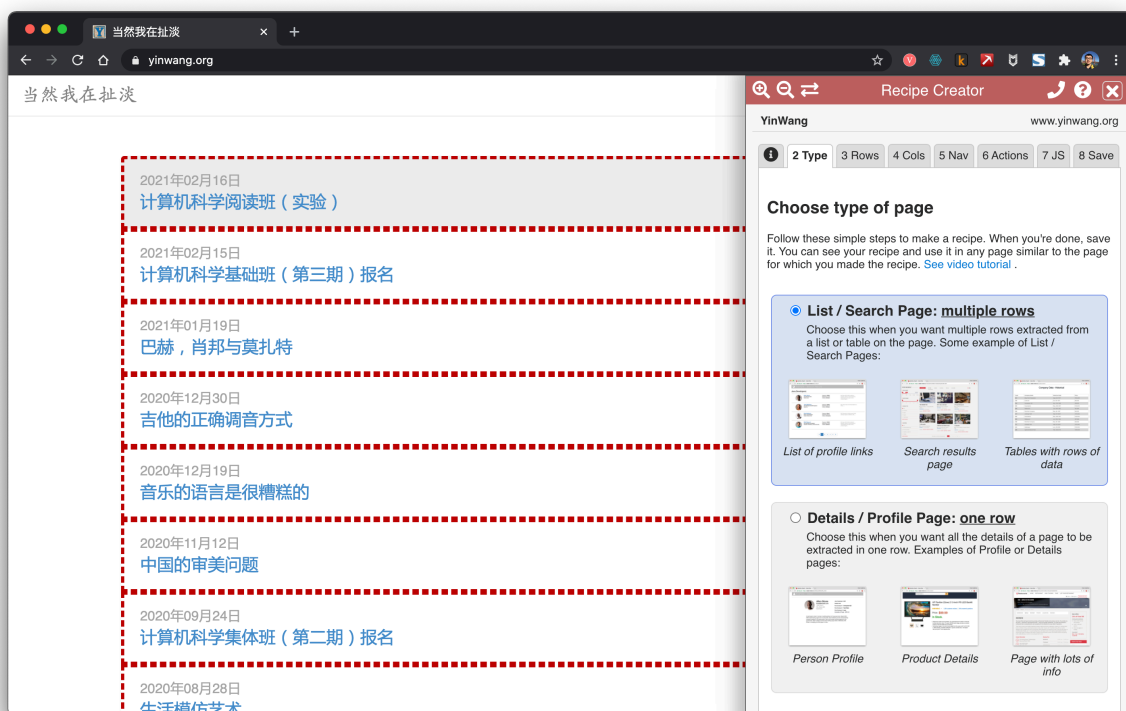 当然我在扯淡
yinwang.org
当然我在扯淡
2021年02月16日
计算机科学阅读班（实验）
2021年02月15日
计算机科学基础班（第三期）报名
2021年01月19日
巴赫，肖邦与莫扎特
2020年12月30日
吉他的正确调音方式
2020年12月19日
音乐的语言是很糟糕的
2020年11月12日
中国的审美问题
2020年09月24日
计算机科学集体班（第二期）报名
2020年08月28日
生活模仿艺术
Recipe Creator
YinWang www.yinwang.org
2 Type 3 Rows 4 Cols 5 Nav 6 Actions 7 JS 8 Save
Choose type of page
Follow these simple steps to make a recipe. When you're done, save
it. You can see your recipe and use it in any page similar to the page
for which you made the recipe. See video tutorial .
List / Search Page: multiple rows
Choose this when you want multiple rows extracted from
a list or table on the page. Some example of List /
Search Pages:
List of profile links
Search results
page
Tables with rows of
data
Details / Profile Page: one row
Choose this when you want all the details of a page to be
extracted in one row. Examples of Profile or Details
pages:
Person Profile
Product Details
Page with lots of
info